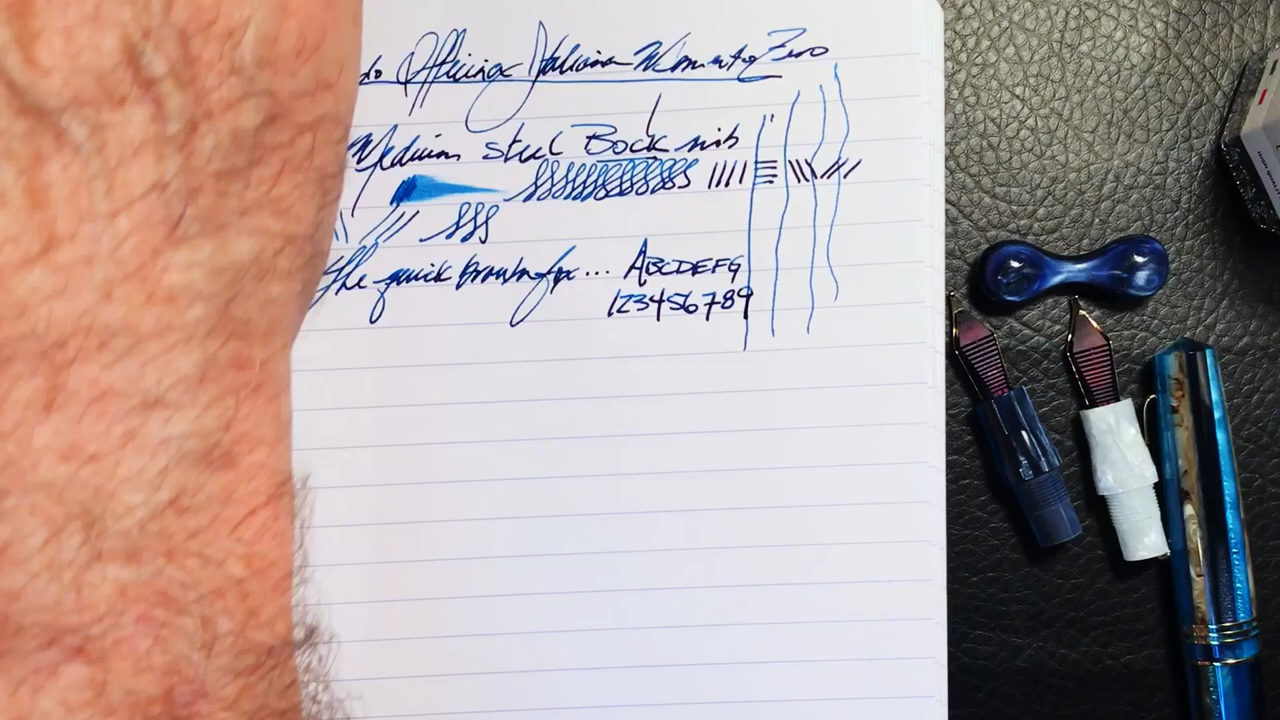 Officina Italiana Momento Zero
Medium steel Bock nib
the quick brown fox... ABCDEFG
123456789